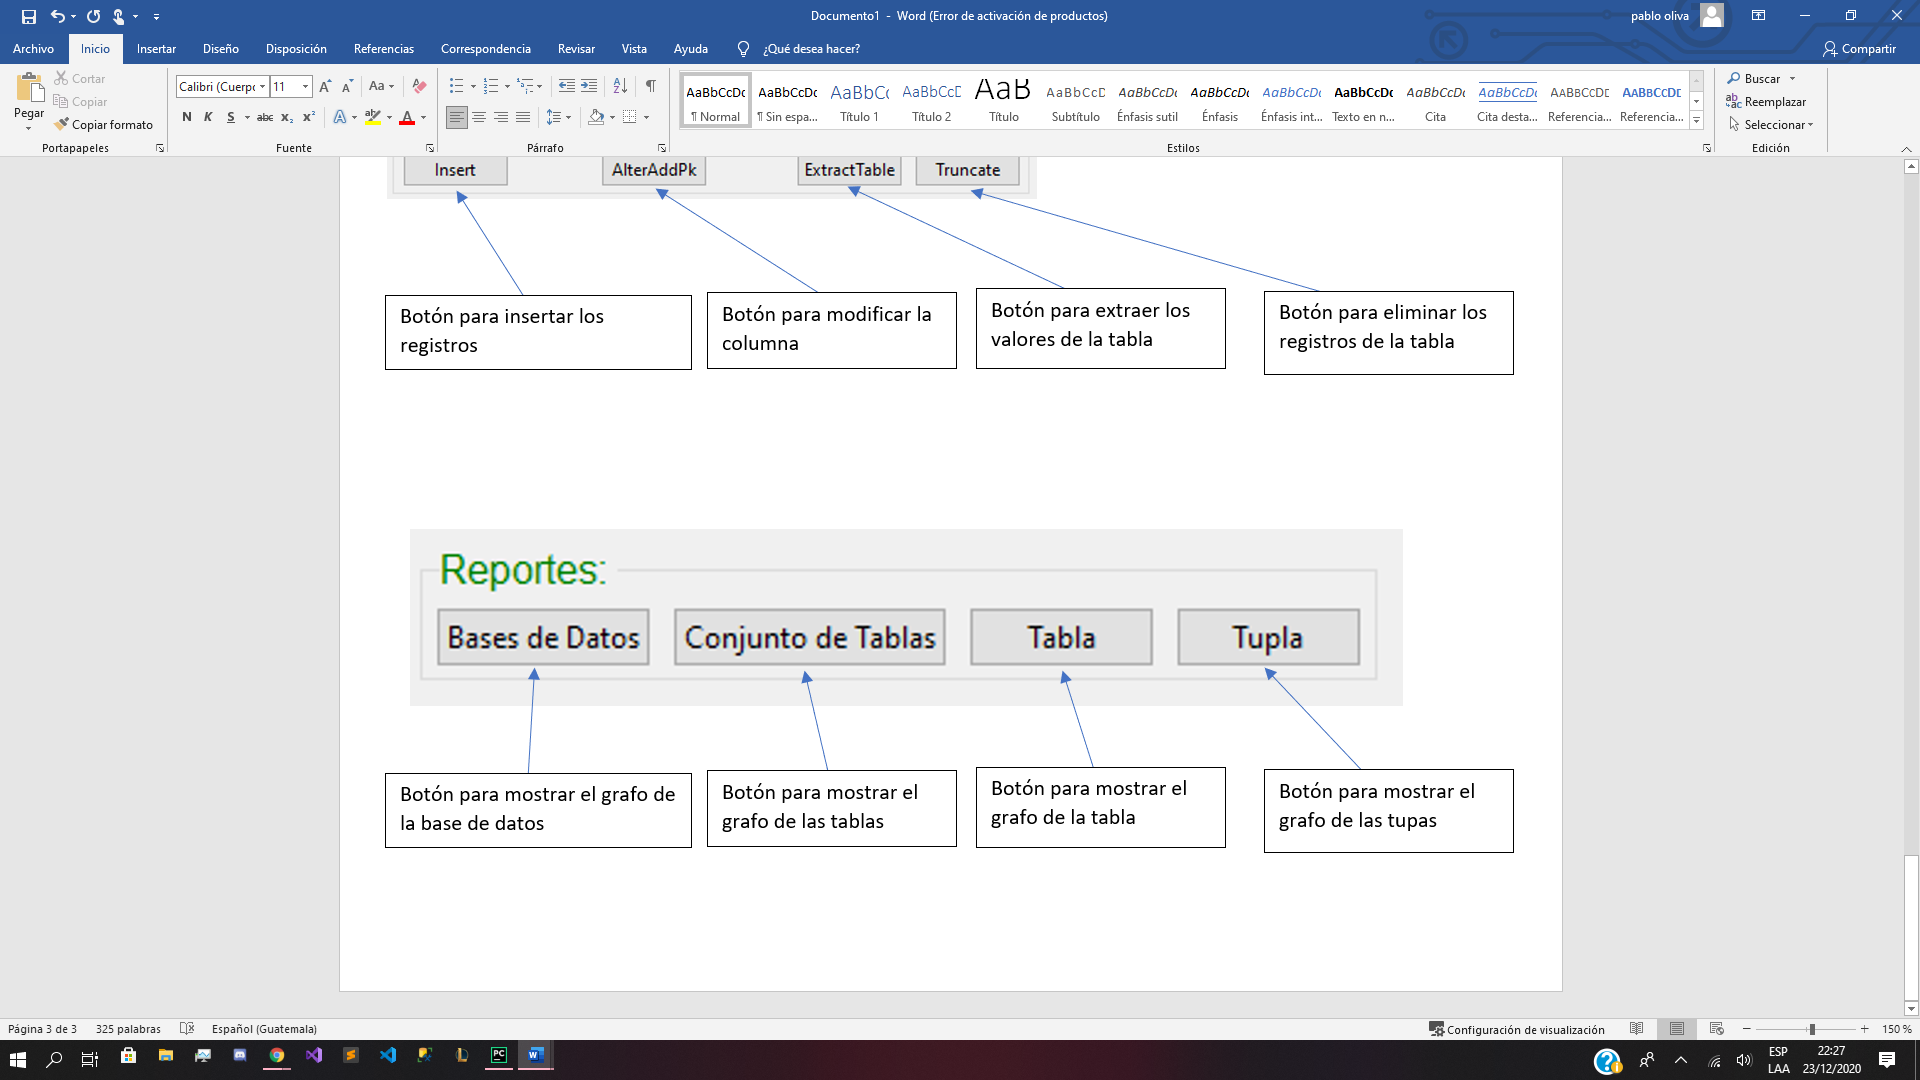 Documento1 - Word (Error de activación de productos)
pablo oliva
Archivo Inicio Insertar Diseño Disposición Referencias Correspondencia Revisar Vista Ayuda ¿Qué desea hacer? Compartir
Pegar
Cortar
Copiar
Copiar formato
Portapapeles
Calibri (Cuerpo 11
N K S abc x₂ x²
Fuente
Párrafo
AaBbCcDc AaBbCcDc AaBbCc AaBbCcD AaB AaBbCcD AaBbCcDc AaBbCcDc AaBbCcDc AaBbCcDc AaBbCcDc AaBbCcDc AABBCCDE AABBCCDE
¶ Normal ¶ Sin espa... Título 1 Título 2 Título Subtítulo Énfasis sutil Énfasis Énfasis int... Texto en n... Cita Cita desta... Referencia... Referencia...
Estilos
Buscar
Reemplazar
Seleccionar
Edición
Insert AlterAddPk ExtractTable Truncate
Botón para insertar los
registros
Botón para modificar la
columna
Botón para extraer los
valores de la tabla
Botón para eliminar los
registros de la tabla
Reportes:
Bases de Datos Conjunto de Tablas Tabla Tupla
Botón para mostrar el grafo de
la base de datos
Botón para mostrar el
grafo de las tablas
Botón para mostrar el
grafo de la tabla
Botón para mostrar el
grafo de las tupas
Página 3 de 3 325 palabras Español (Guatemala) Configuración de visualización 150 %
ESP
LAA
22:27
23/12/2020